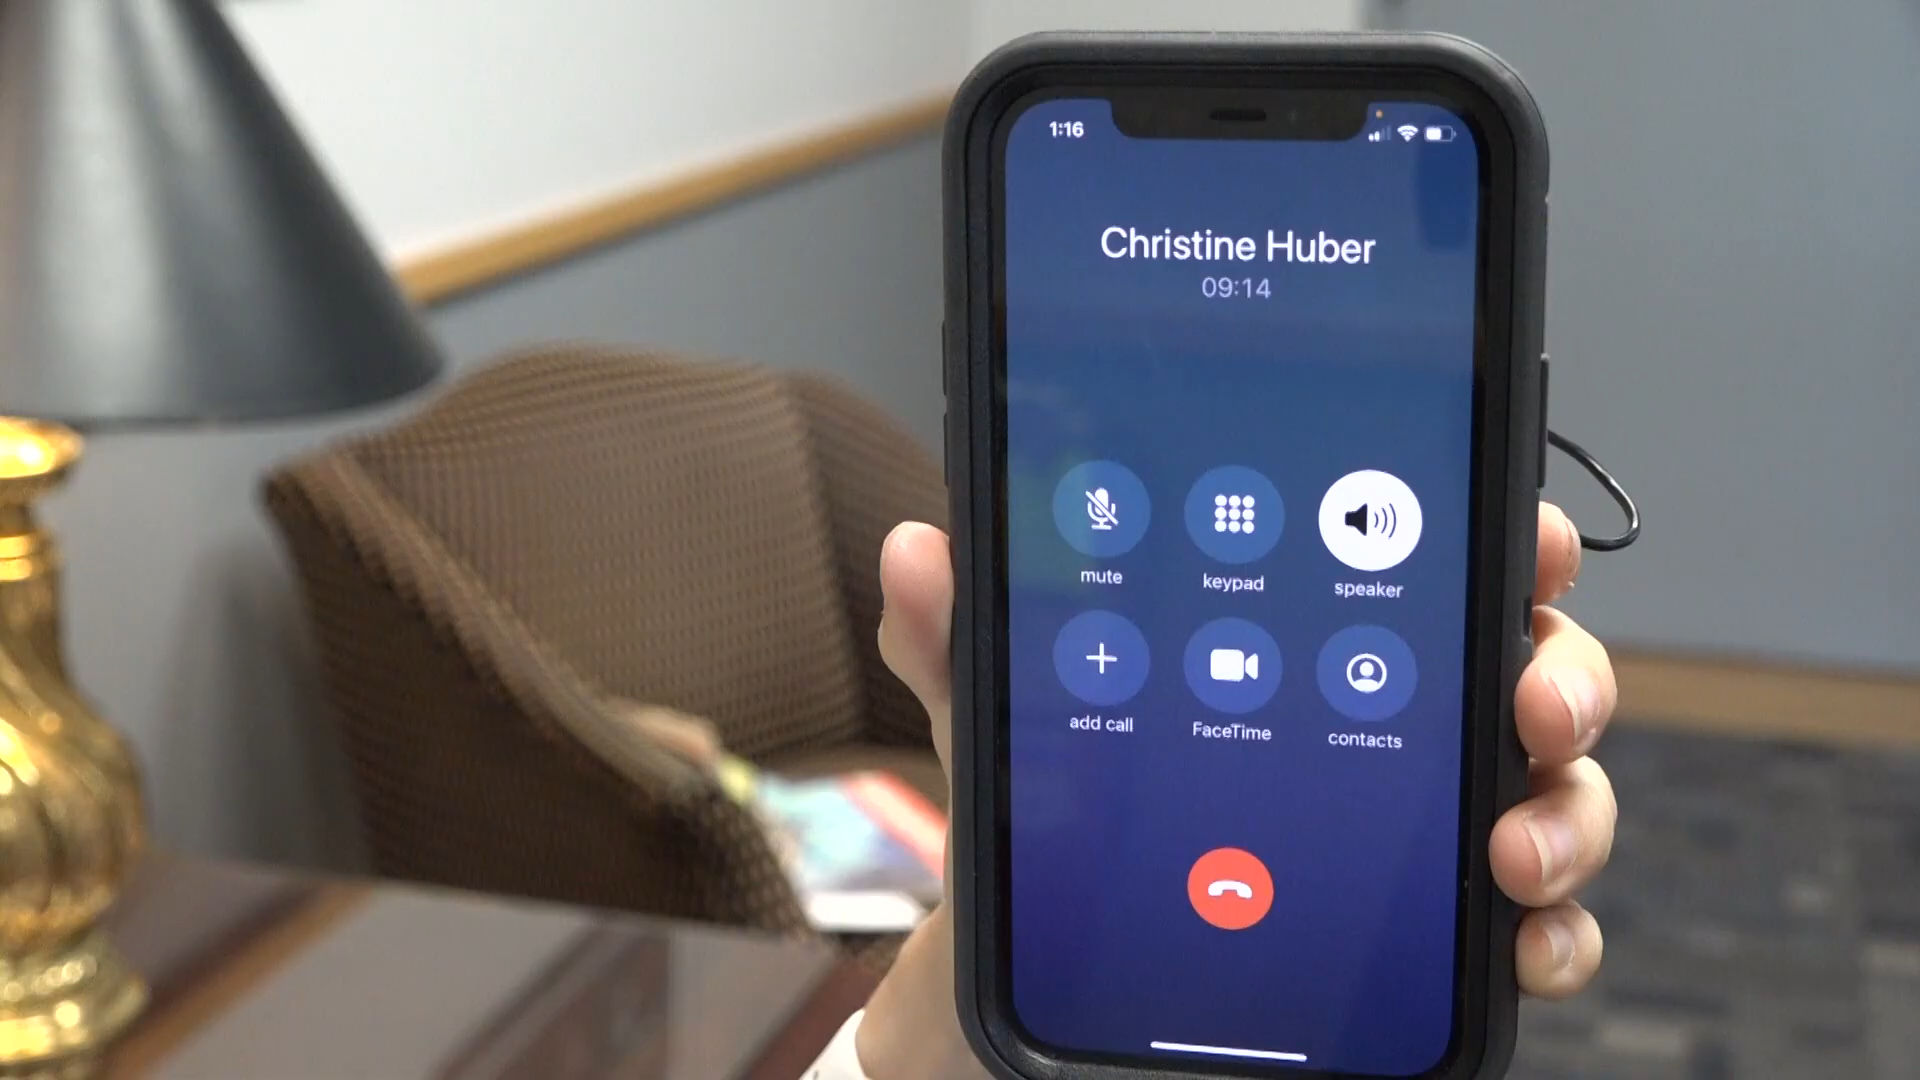 1:16
Christine Huber
09:14
mute
keypad
speaker
add call
FaceTime
contacts